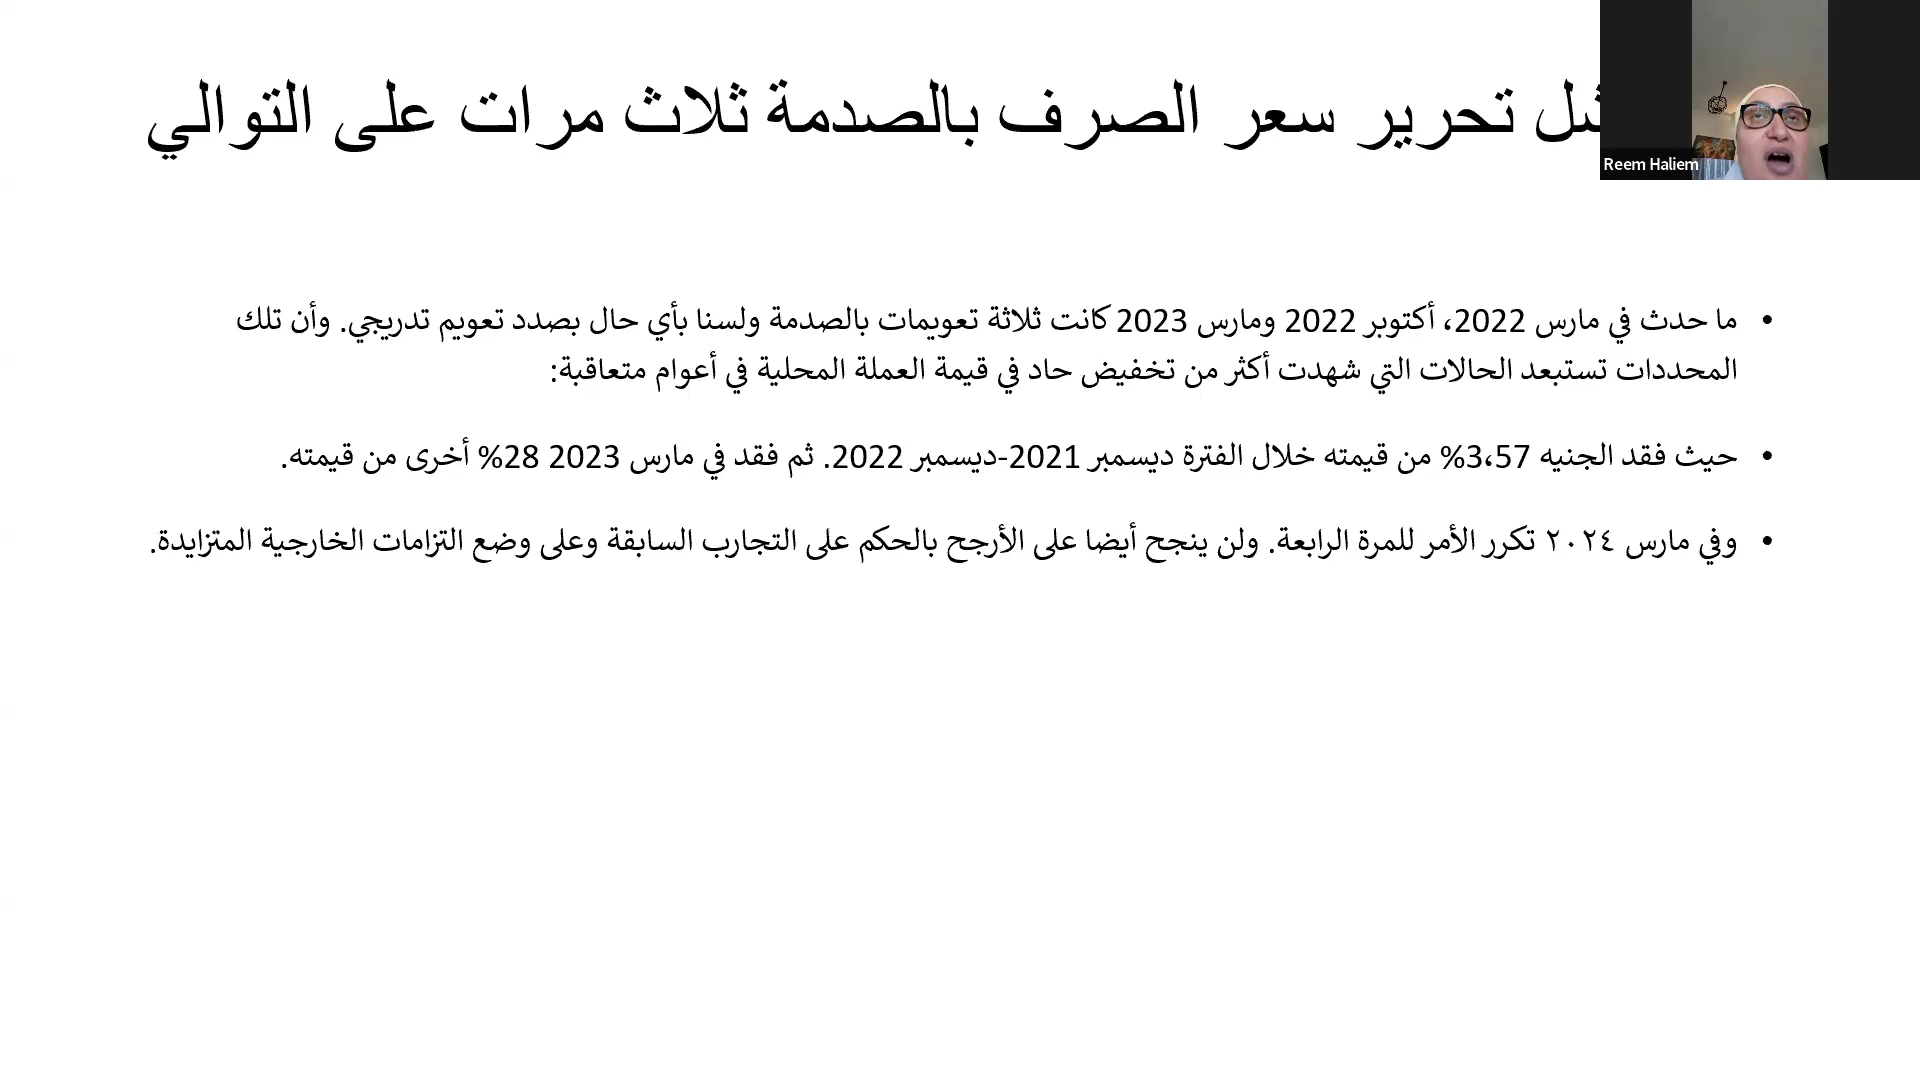 تحرير سعر الصرف بالصدمة ثلاث مرات على التوالي
Reem Haliem
• ما حدث في مارس 2022، أكتوبر 2022 ومارس 2023 كانت ثلاثة تعويمات بالصدمة ولسنا بأي حال بصدد تعويم تدريجي. وأن تلك
المحددات تستبعد الحالات التي شهدت أكثر من تخفيض حاد في قيمة العملة المحلية في أعوام متعاقبة:
• حيث فقد الجنيه 3،57% من قيمته خلال الفترة ديسمبر 2021-ديسمبر 2022. ثم فقد في مارس 2023 28% أخرى من قيمته.
• وفي مارس ٢٠٢٤ تكرر الأمر للمرة الرابعة. ولن ينجح أيضا على الأرجح بالحكم على التجارب السابقة وعلى وضع التزامات الخارجية المتزايدة.